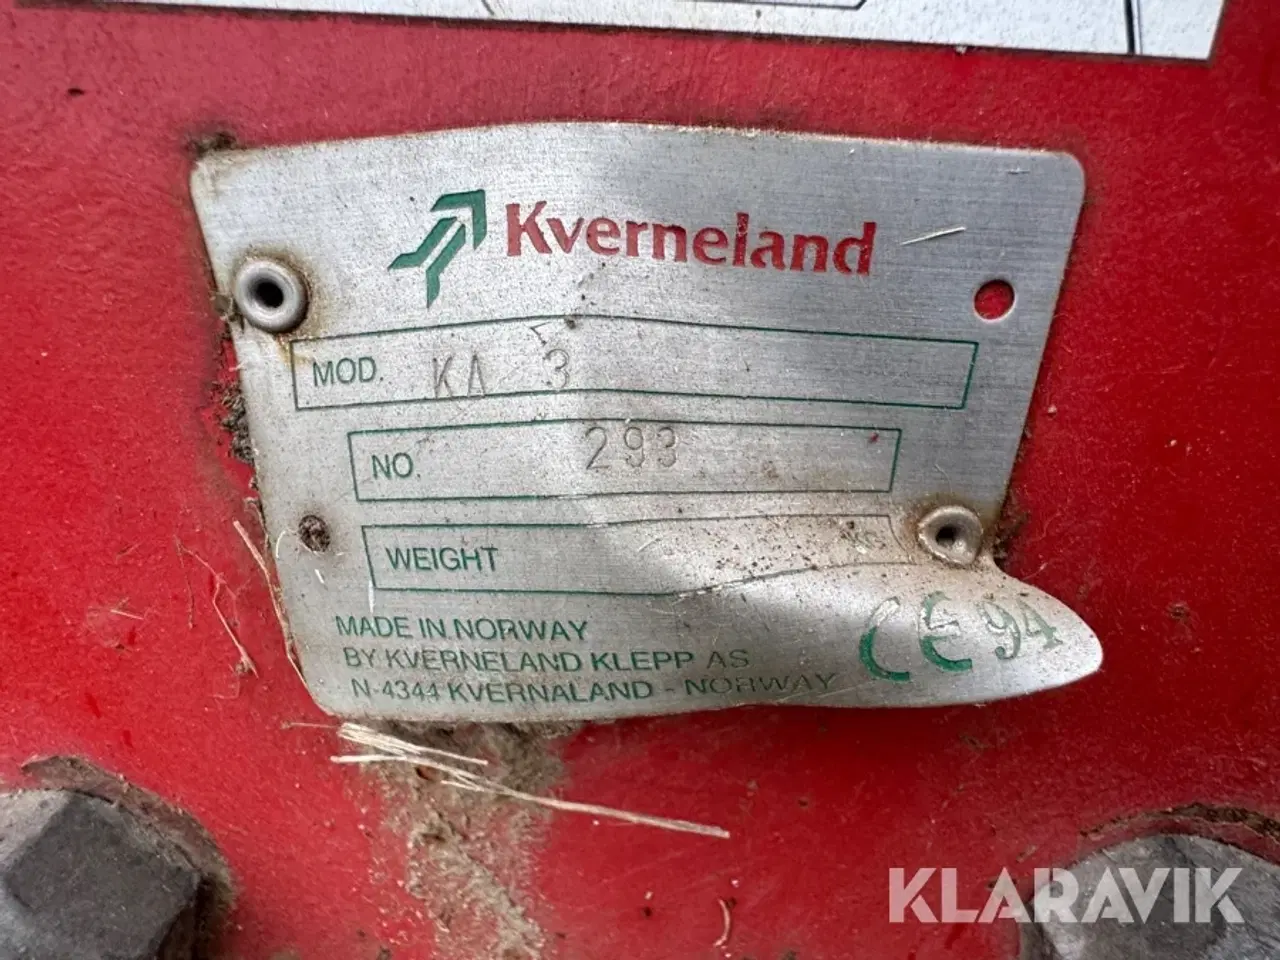 Kverneland
MOD. KA 3
NO. 293
WEIGHT KG
MADE IN NORWAY
BY KVERNELAND KLEPP AS
N-4344 KVERNALAND - NORWAY
CE 94
KLARAVIK